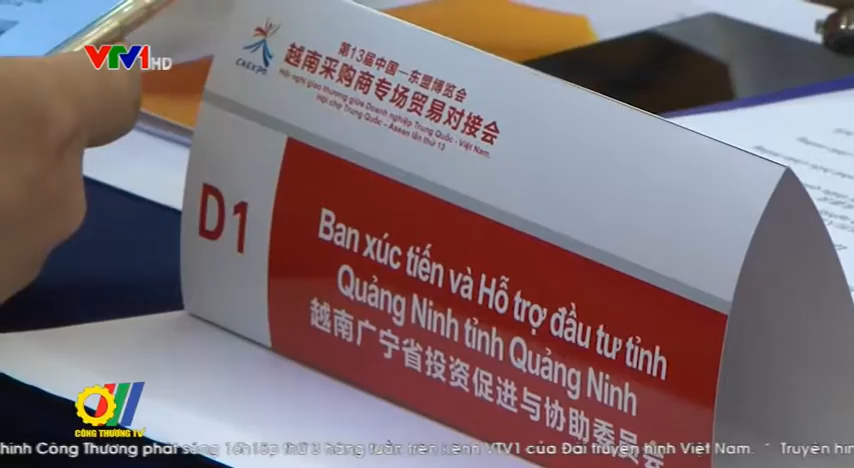 VTV1 HD
CAEXPO
第13届中国—东盟博览会
越南采购商专场贸易对接会
Hội nghị giao thương giữa Doanh nghiệp Trung Quốc - Việt Nam
Hội chợ Trung Quốc - Asean lần thứ 13
D1
Ban xúc tiến và Hỗ trợ đầu tư tỉnh
Quảng Ninh tỉnh Quảng Ninh
越南广宁省投资促进与协助委员会
CÔNG THƯƠNG TV
hình Công Thương phát sóng 16h15p thứ 3 hàng tuần trên kênh VTV1 của Đài truyền hình Việt Nam. Truyền hìn